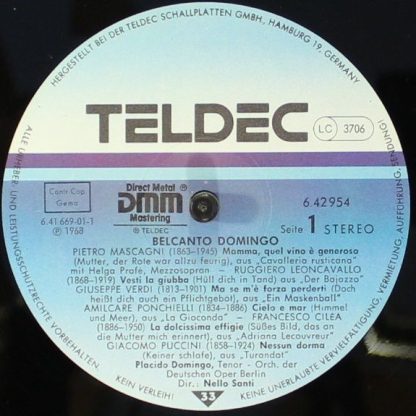 HERGESTELLT BEI DER TELDEC SCHALLPLATTEN GMBH, HAMBURG 19, GERMANY
TELDEC
LC 3706
Contr. Cop.
Gema
6.41 669-01-1
Ⓟ 1968
Direct Metal Ⓟ
DMM
Mastering
Ⓟ TELDEC
6.42954
Seite 1 STEREO
BELCANTO DOMINGO
PIETRO MASCAGNI (1863—1945) Mamma, quel vino è generoso
(Mutter, der Rote war allzu feurig), aus "Cavalleria rusticana"
mit Helga Prafe, Mezzosopran — RUGGIERO LEONCAVALLO
(1868—1919) Vesti la giubba (Hüll dich in Tand) aus "Der Bajazzo"
GIUSEPPE VERDI (1813—1901) Ma se m'è forza perderti (Doch
heißt dich auch ein Pflichtgebot), aus "Ein Maskenball"
AMILCARE PONCHIELLI (1834—1886) Cielo e mar (Himmel
und Meer), aus "La Gioconda" — FRANCESCO CILEA
(1886—1950) La dolcissima effigie (Süßes Bild, das an
die Mutter mich erinnert), aus "Adriana Lecouvreur"
GIACOMO PUCCINI (1858—1924) Nessun dorma
(Keiner schlafe), aus "Turandot"
Placido Domingo, Tenor - Orch. der
Deutschen Oper Berlin
Dir.: Nello Santi
33
ALLE URHEBER UND LEISTUNGSSCHUTZRECHTE VORBEHALTEN
KEIN VERLEIH!
KEINE UNERLAUBTE VERVIELFÄLTIGUNG, VERMIETUNG, AUFFÜHRUNG, SENDUNG!